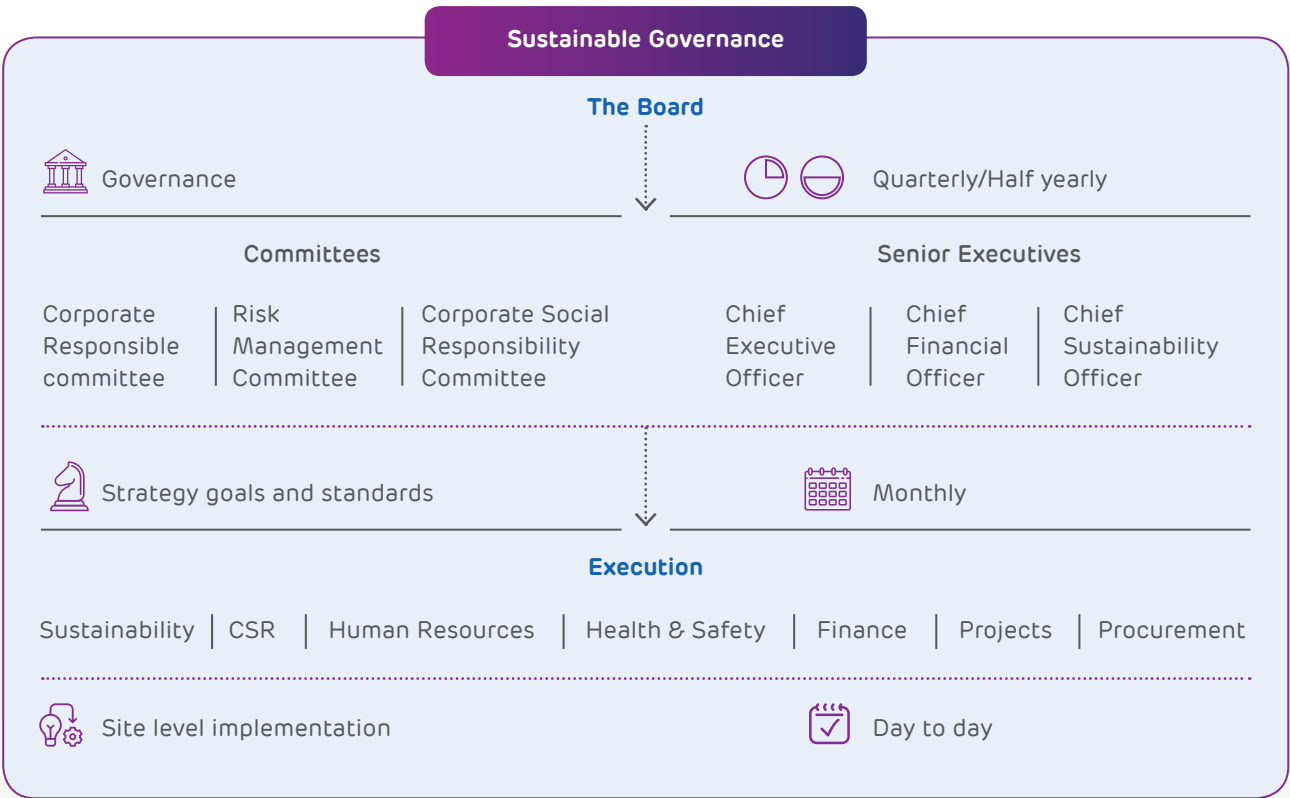 Sustainable Governance
The Board
Governance
Quarterly/Half yearly
Committees
Senior Executives
Corporate
Responsible
committee
Risk
Management
Committee
Corporate Social
Responsibility
Committee
Chief
Executive
Officer
Chief
Financial
Officer
Chief
Sustainability
Officer
Strategy goals and standards
Monthly
Execution
Sustainability
CSR
Human Resources
Health & Safety
Finance
Projects
Procurement
Site level implementation
Day to day